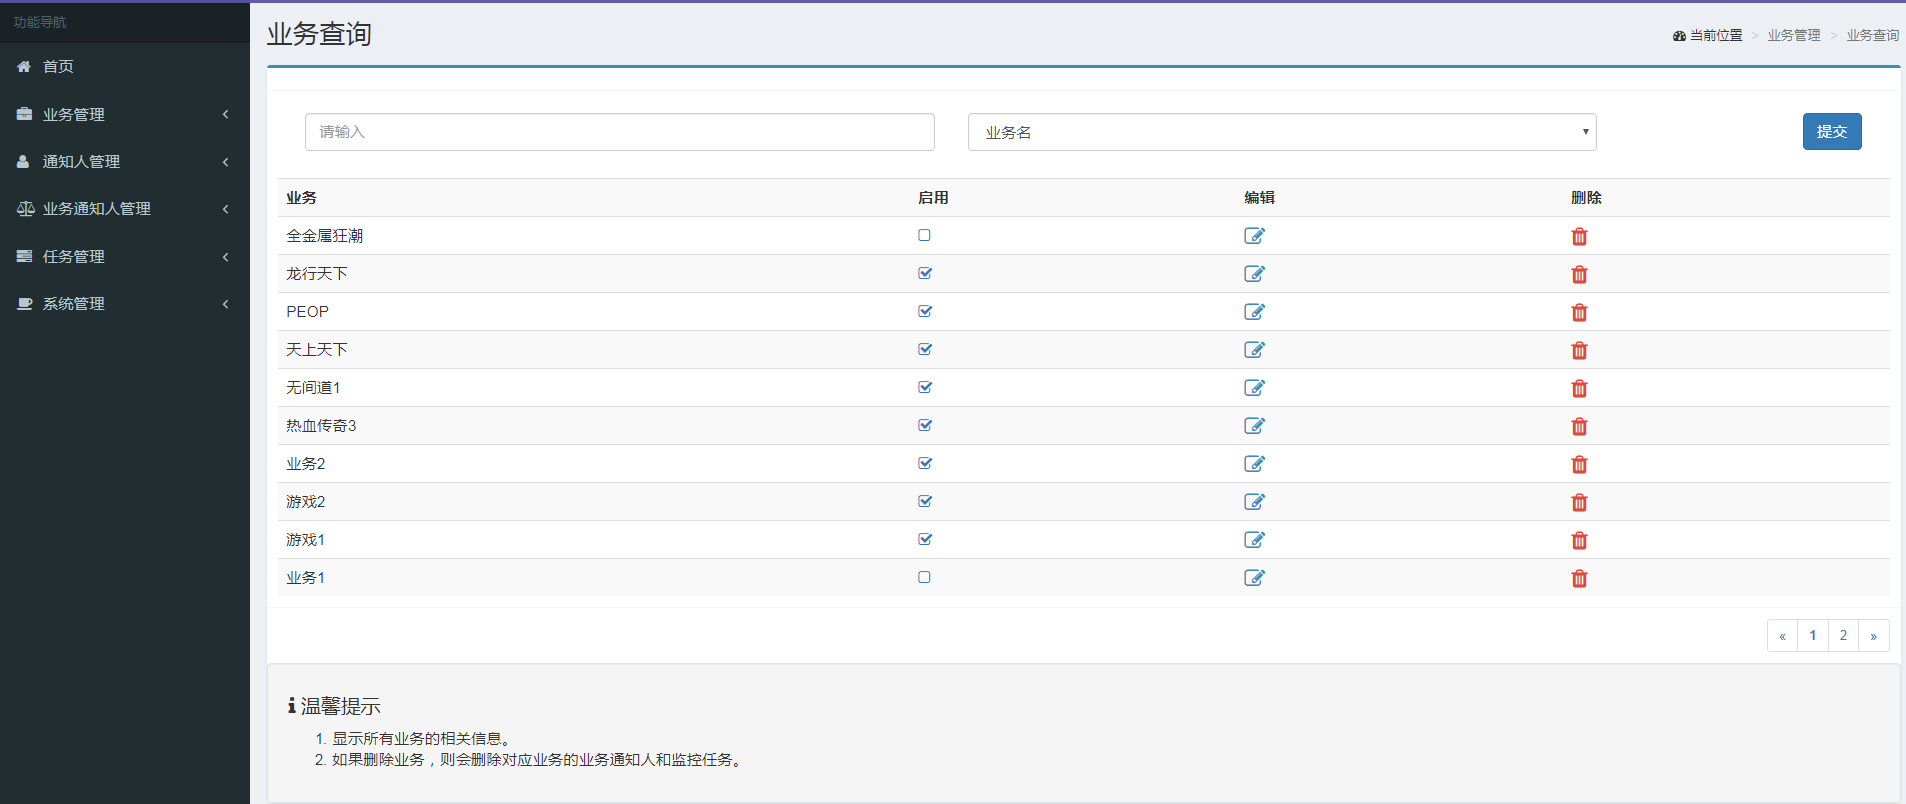 功能导航
首页
业务管理
通知人管理
业务通知人管理
任务管理
系统管理
业务查询
当前位置 > 业务管理 > 业务查询
请输入 业务名 提交
业务 启用 编辑 删除
全金属狂潮
龙行天下
PEOP
天上天下
无间道1
热血传奇3
业务2
游戏2
游戏1
业务1
« 1 2 »
温馨提示
1. 显示所有业务的相关信息。
2. 如果删除业务，则会删除对应业务的业务通知人和监控任务。